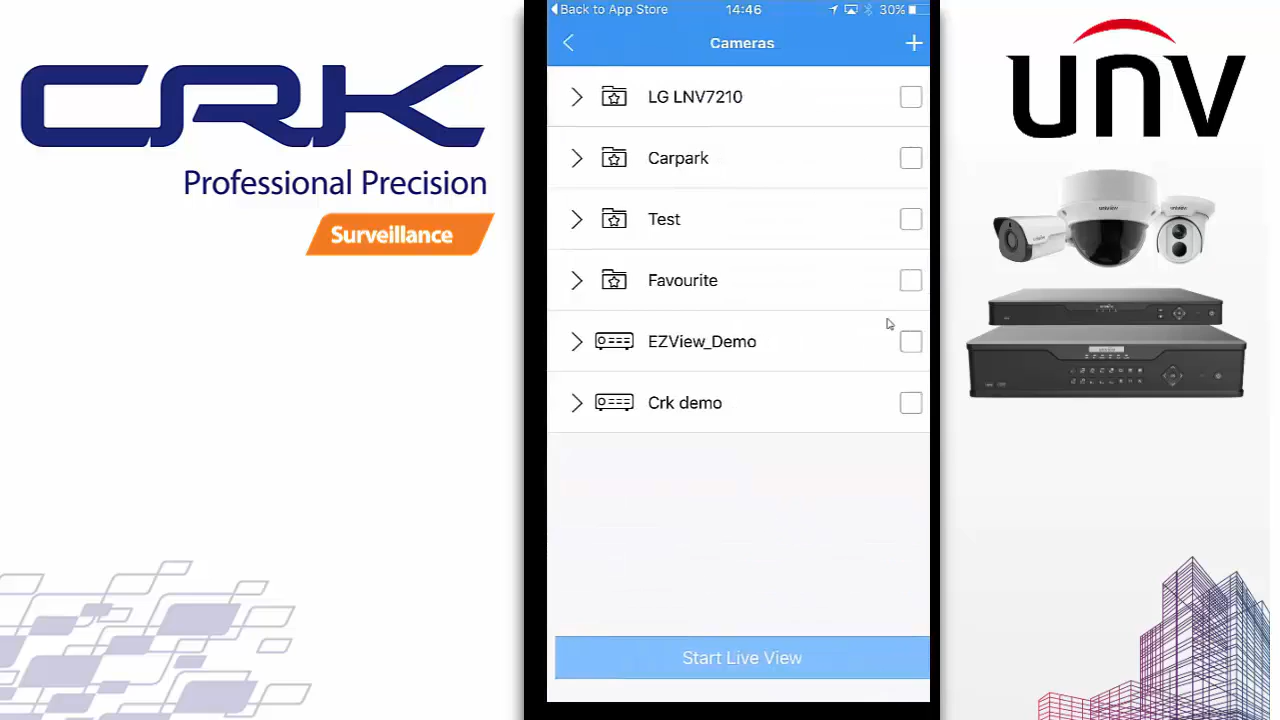 CRK
Professional Precision
Surveillance
Back to App Store
14:46
30%
Cameras
LG LNV7210
Carpark
Test
Favourite
EZView_Demo
Crk demo
Start Live View
unv